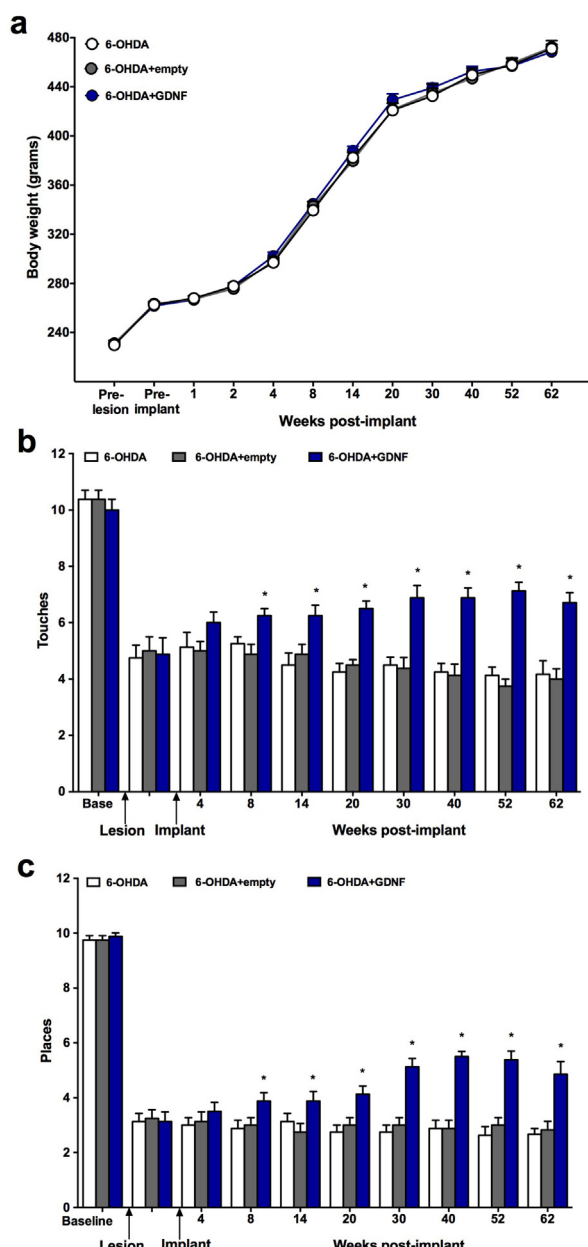 a
480
440
400
360
320
280
240
Body weight (grams)
6-OHDA
6-OHDA+empty
6-OHDA+GDNF
Pre-lesion
Pre-implant
1 2 4 8 14 20 30 40 52 62
Weeks post-implant
b
12
10
8
6
4
2
0
Touches
6-OHDA 6-OHDA+empty 6-OHDA+GDNF
* * * * * * *
Base 4 8 14 20 30 40 52 62
Lesion Implant Weeks post-implant
c
12
10
8
6
4
2
0
Places
6-OHDA 6-OHDA+empty 6-OHDA+GDNF
* * * * * * *
Baseline 4 8 14 20 30 40 52 62
Lesion Implant Weeks post-implant